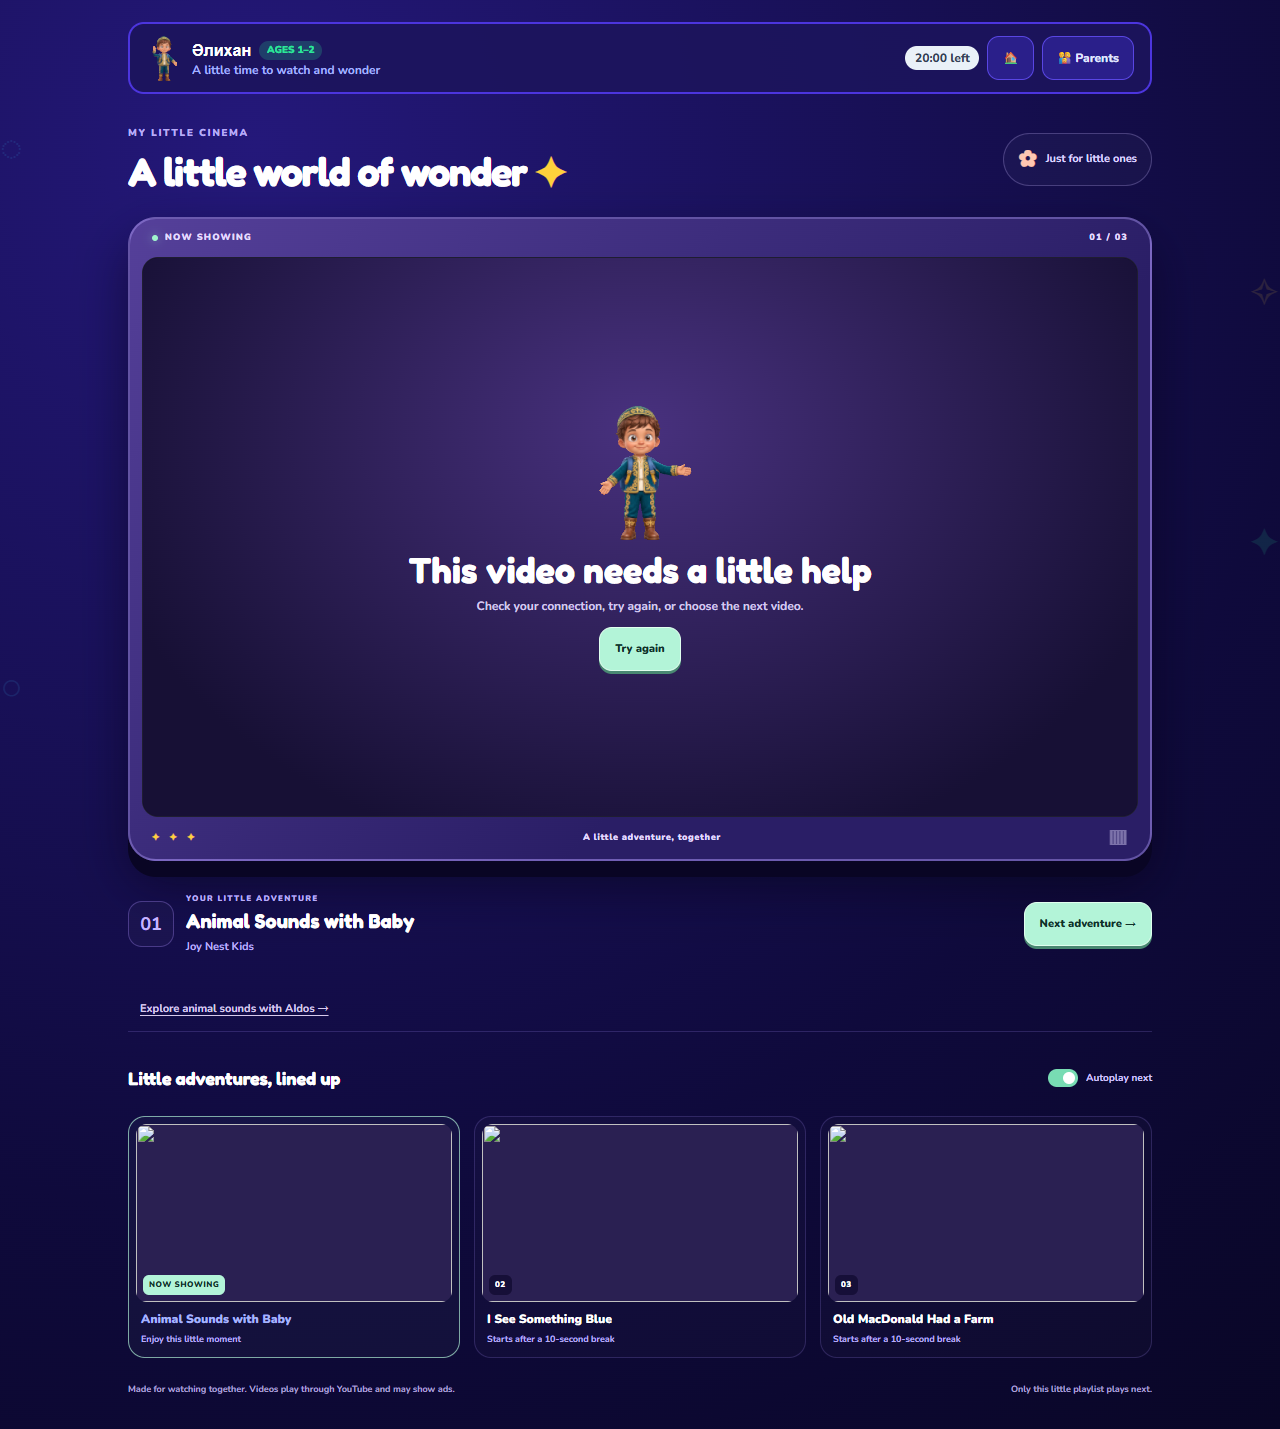 Әлихан AGES 1–2
A little time to watch and wonder
20:00 left
Parents
MY LITTLE CINEMA
A little world of wonder
Just for little ones
NOW SHOWING
01 / 03
This video needs a little help
Check your connection, try again, or choose the next video.
Try again
A little adventure, together
01
YOUR LITTLE ADVENTURE
Animal Sounds with Baby
Joy Nest Kids
Next adventure →
Explore animal sounds with AIdos →
Little adventures, lined up
Autoplay next
NOW SHOWING
Animal Sounds with Baby
Enjoy this little moment
02
I See Something Blue
Starts after a 10-second break
03
Old MacDonald Had a Farm
Starts after a 10-second break
Made for watching together. Videos play through YouTube and may show ads.
Only this little playlist plays next.